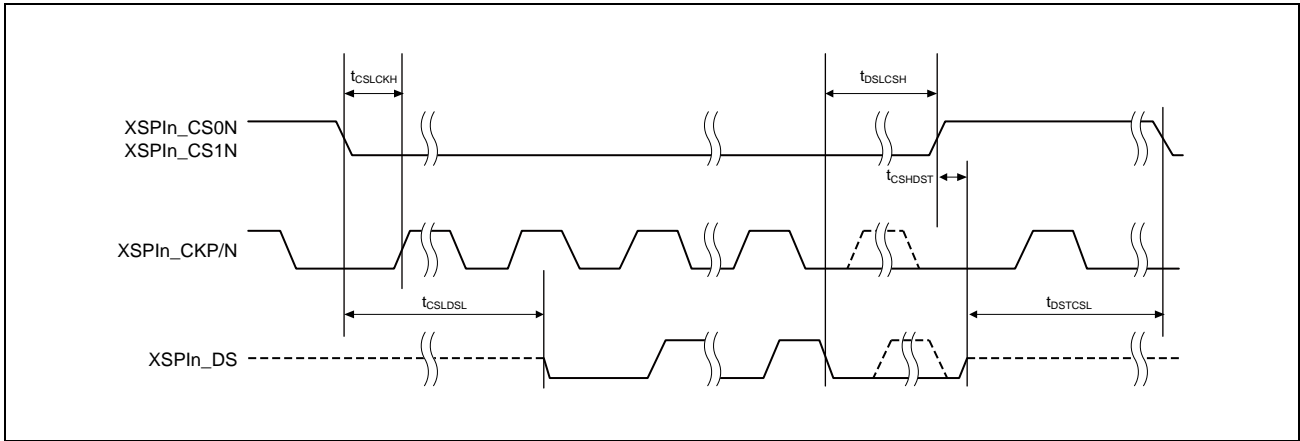 tCSLCKH
tDSLCSH
XSPIn_CS0N
XSPIn_CS1N
tCSHDST
XSPIn_CKP/N
tCSLDSL
tDSTCSL
XSPIn_DS